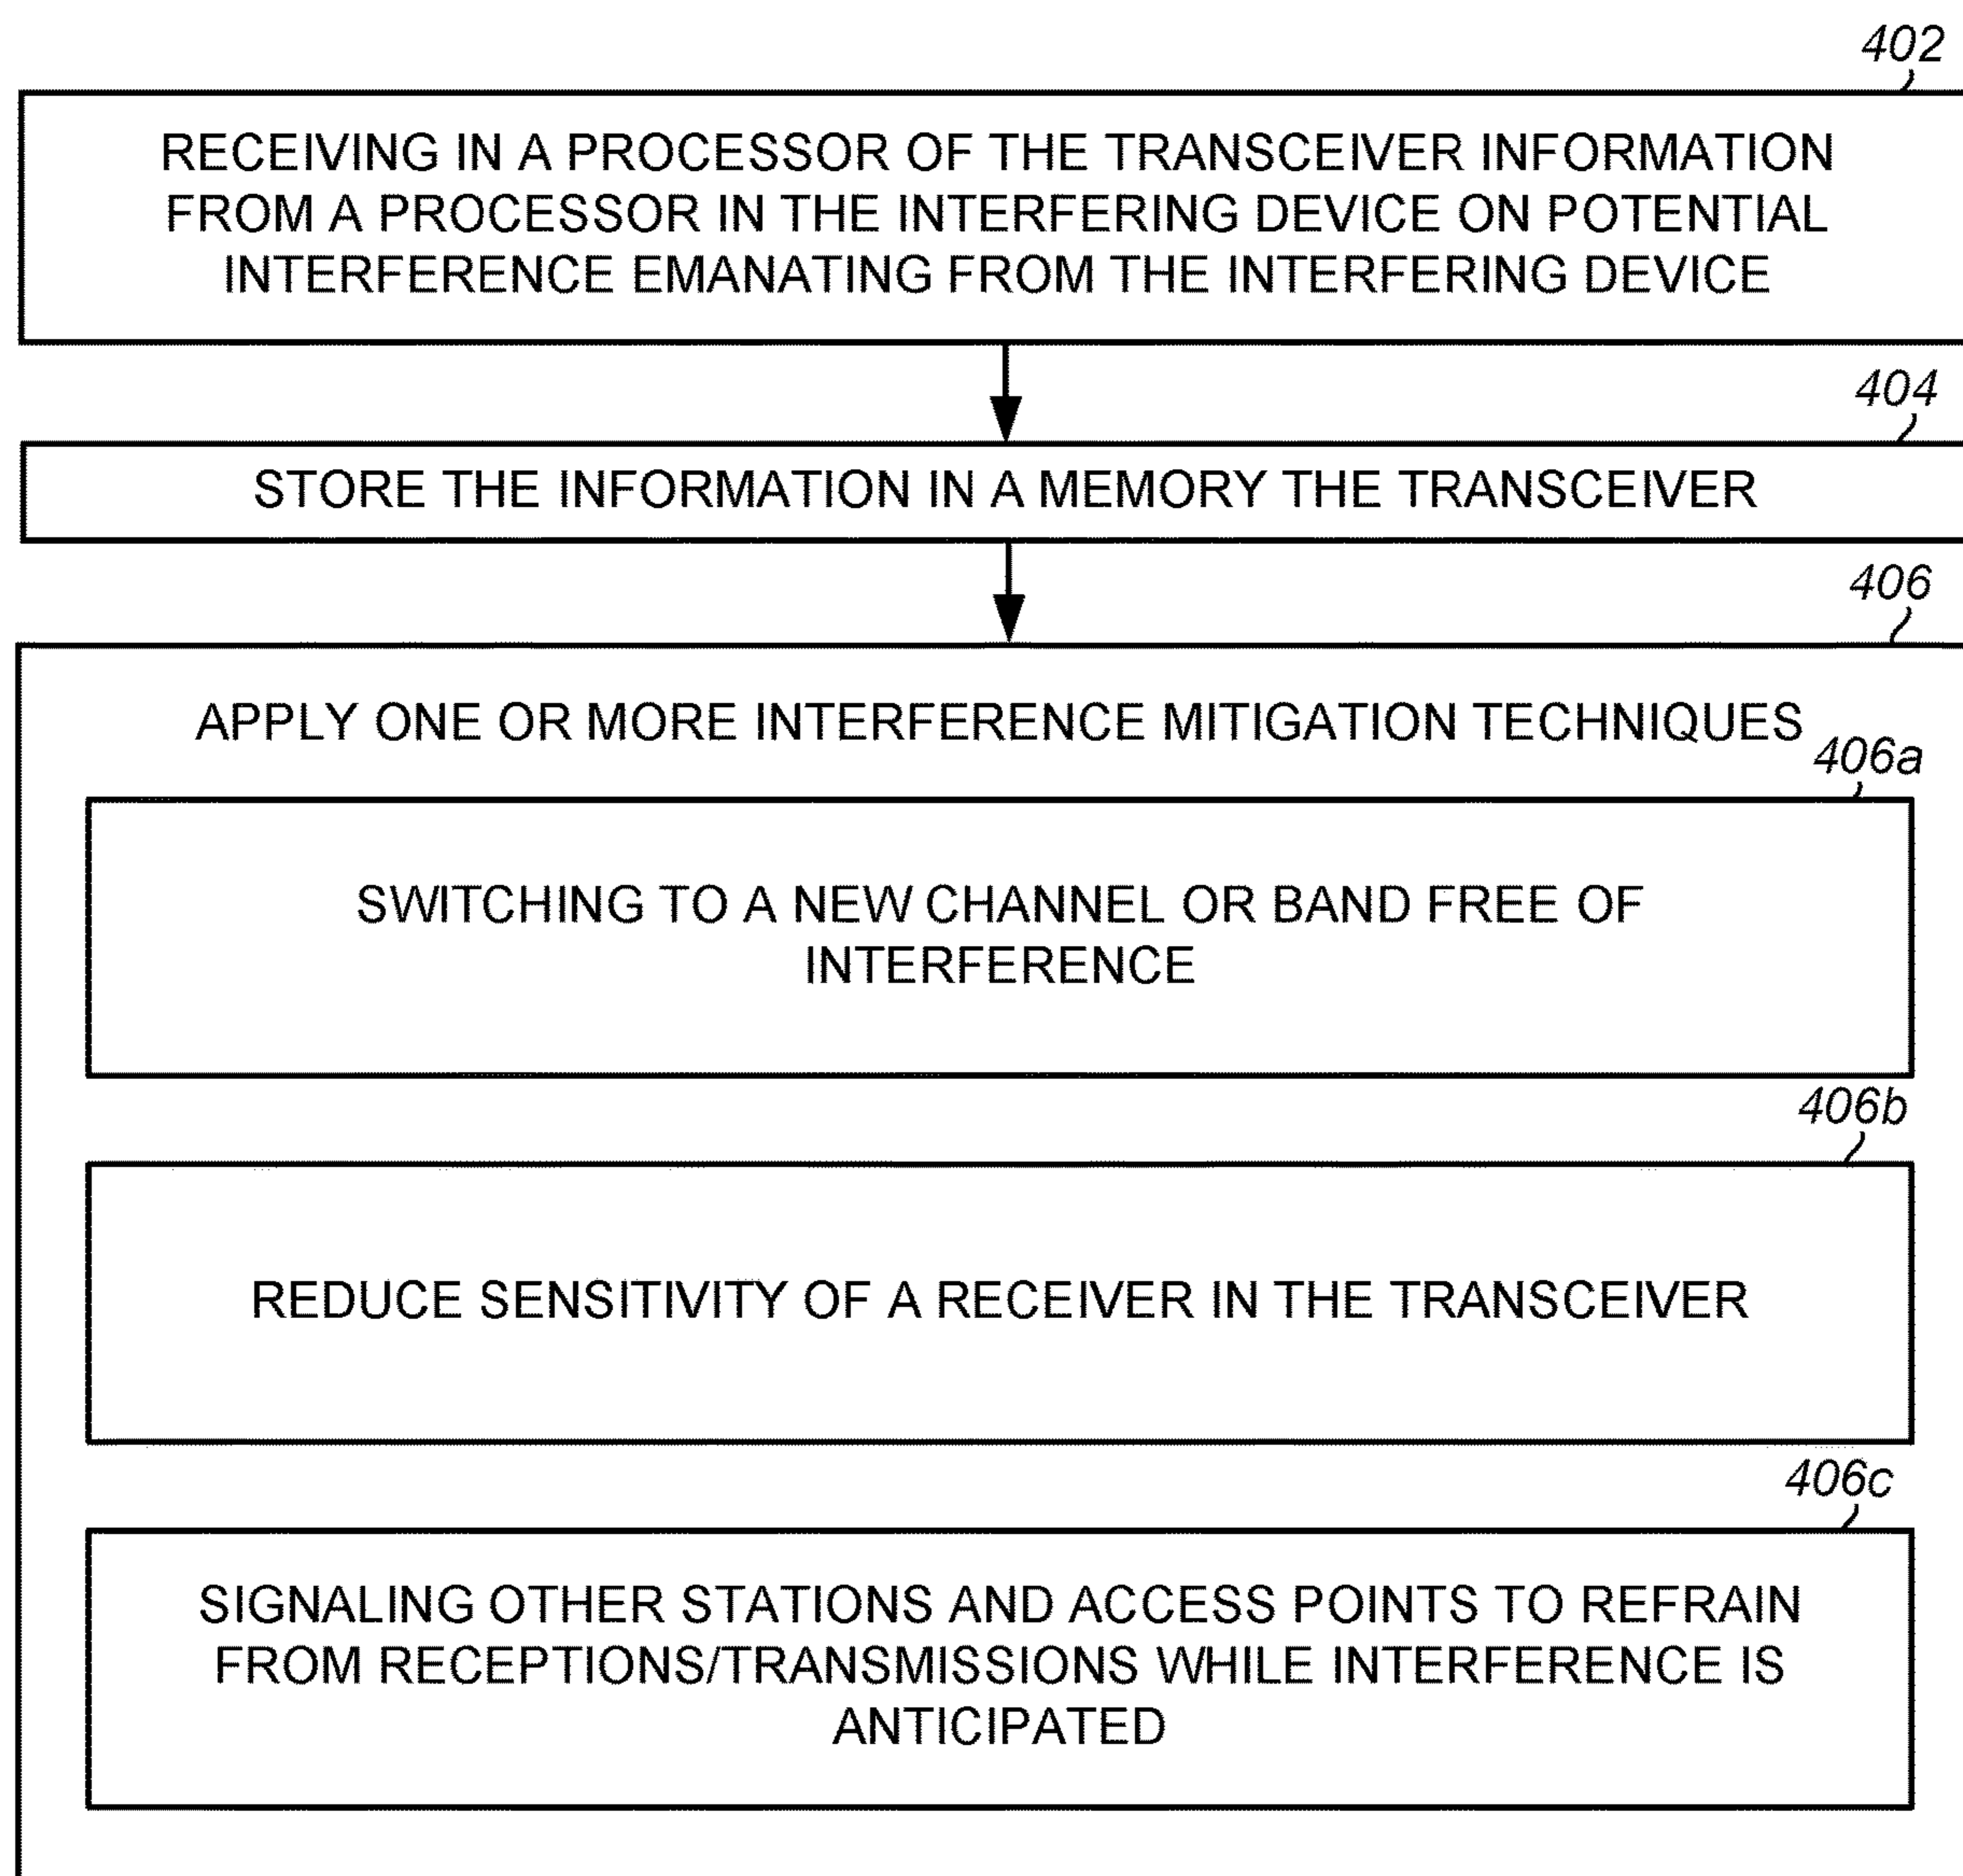 402
RECEIVING IN A PROCESSOR OF THE TRANSCEIVER INFORMATION
FROM A PROCESSOR IN THE INTERFERING DEVICE ON POTENTIAL
INTERFERENCE EMANATING FROM THE INTERFERING DEVICE
404
STORE THE INFORMATION IN A MEMORY THE TRANSCEIVER
406
APPLY ONE OR MORE INTERFERENCE MITIGATION TECHNIQUES
406a
SWITCHING TO A NEW CHANNEL OR BAND FREE OF
INTERFERENCE
406b
REDUCE SENSITIVITY OF A RECEIVER IN THE TRANSCEIVER
406c
SIGNALING OTHER STATIONS AND ACCESS POINTS TO REFRAIN
FROM RECEPTIONS/TRANSMISSIONS WHILE INTERFERENCE IS
ANTICIPATED